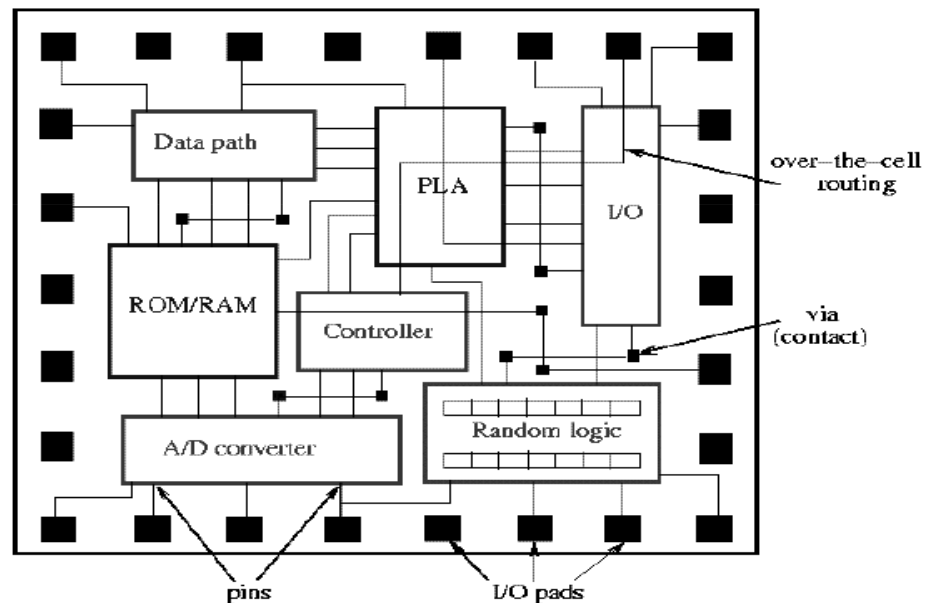 Data path
PLA
I/O
over-the-cell
routing
ROM/RAM
Controller
via
(contact)
A/D converter
Random logic
pins
I/O pads